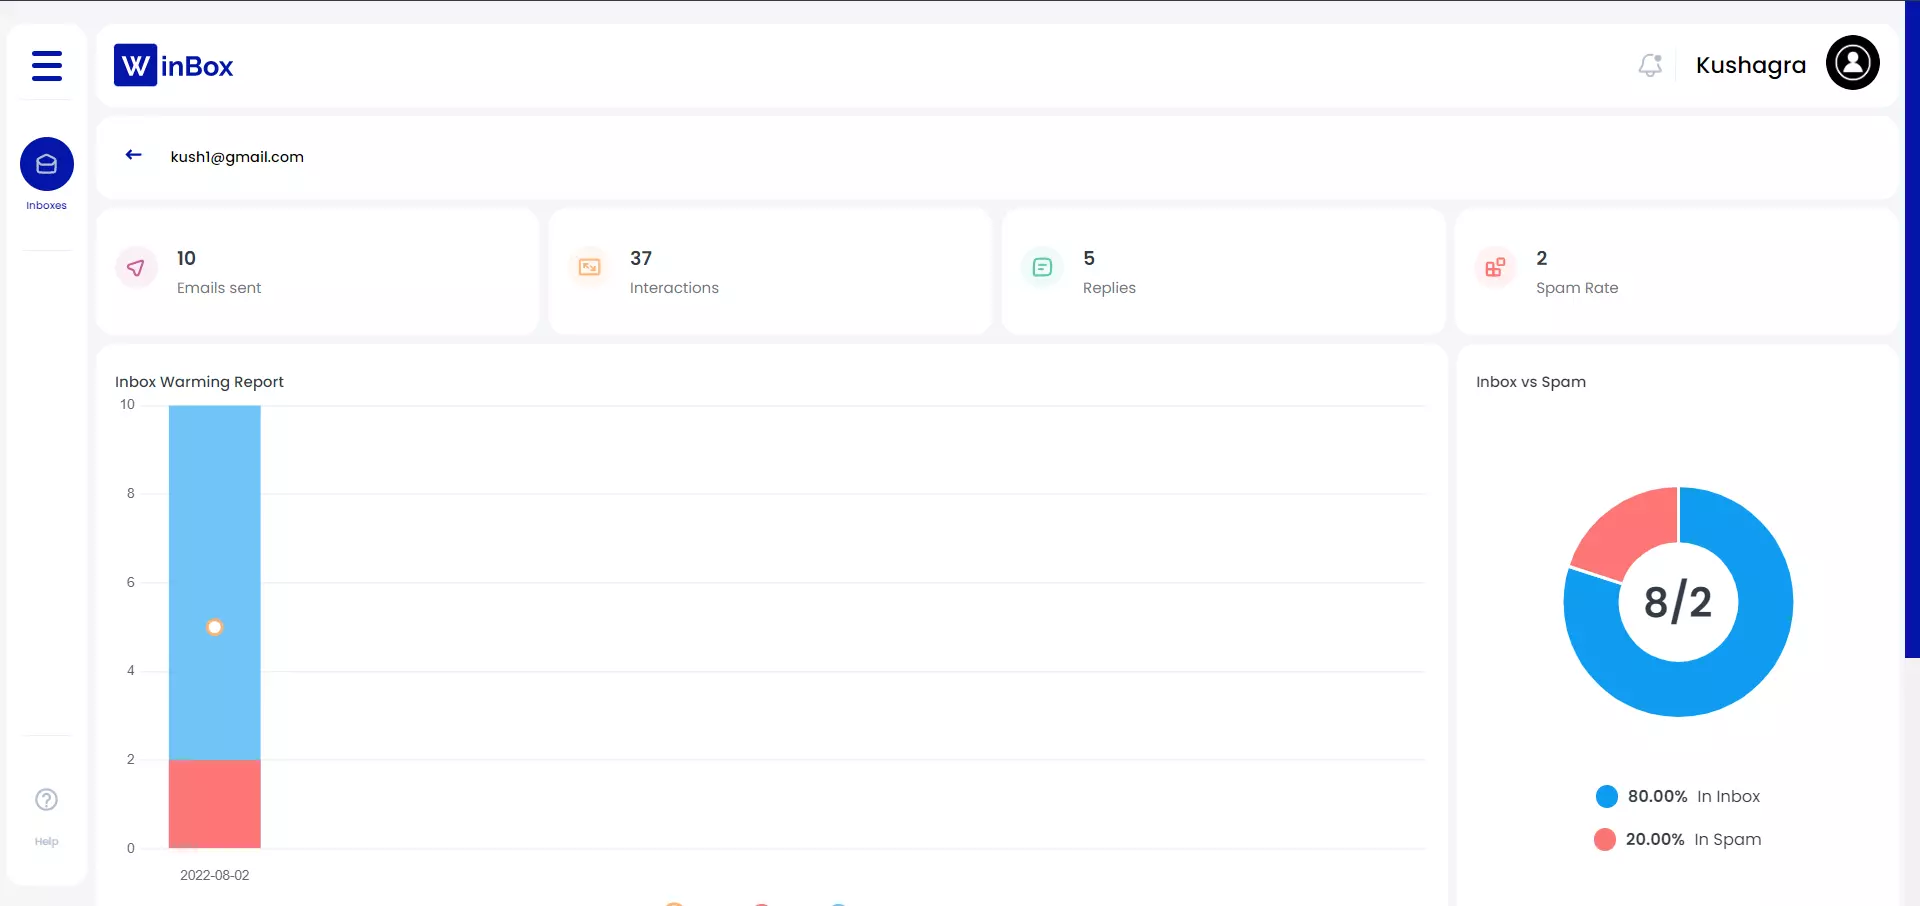 WinBox
Kushagra
kush1@gmail.com
Inboxes
10
Emails sent
37
Interactions
5
Replies
2
Spam Rate
Inbox Warming Report
10
8
6
4
2
0
2022-08-02
Inbox vs Spam
8/2
80.00% In Inbox
20.00% In Spam
Help